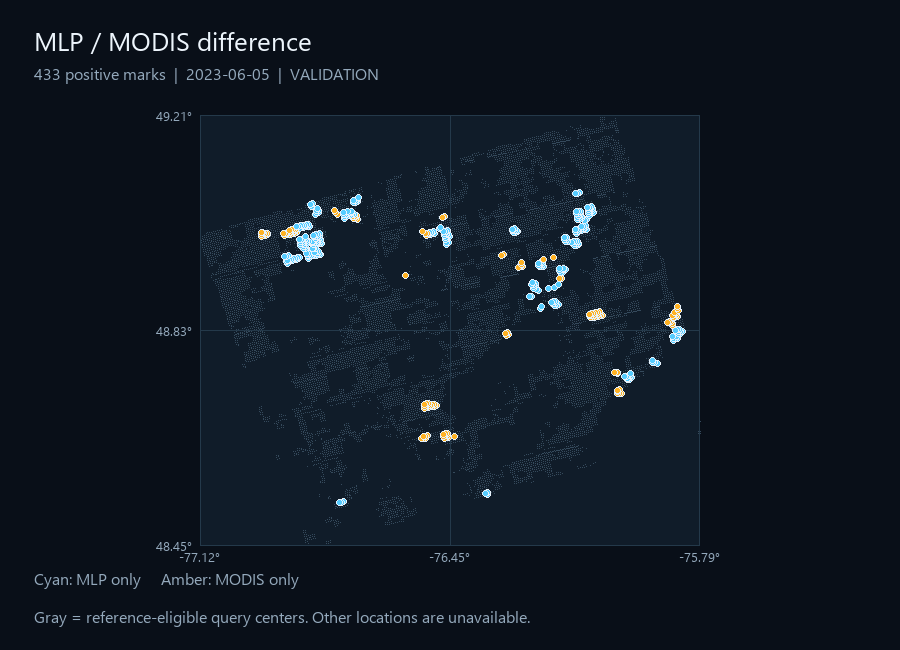 MLP / MODIS difference
433 positive marks | 2023-06-05 | VALIDATION
49.21°
48.83°
48.45°
-77.12°
-76.45°
-75.79°
Cyan: MLP only Amber: MODIS only
Gray = reference-eligible query centers. Other locations are unavailable.